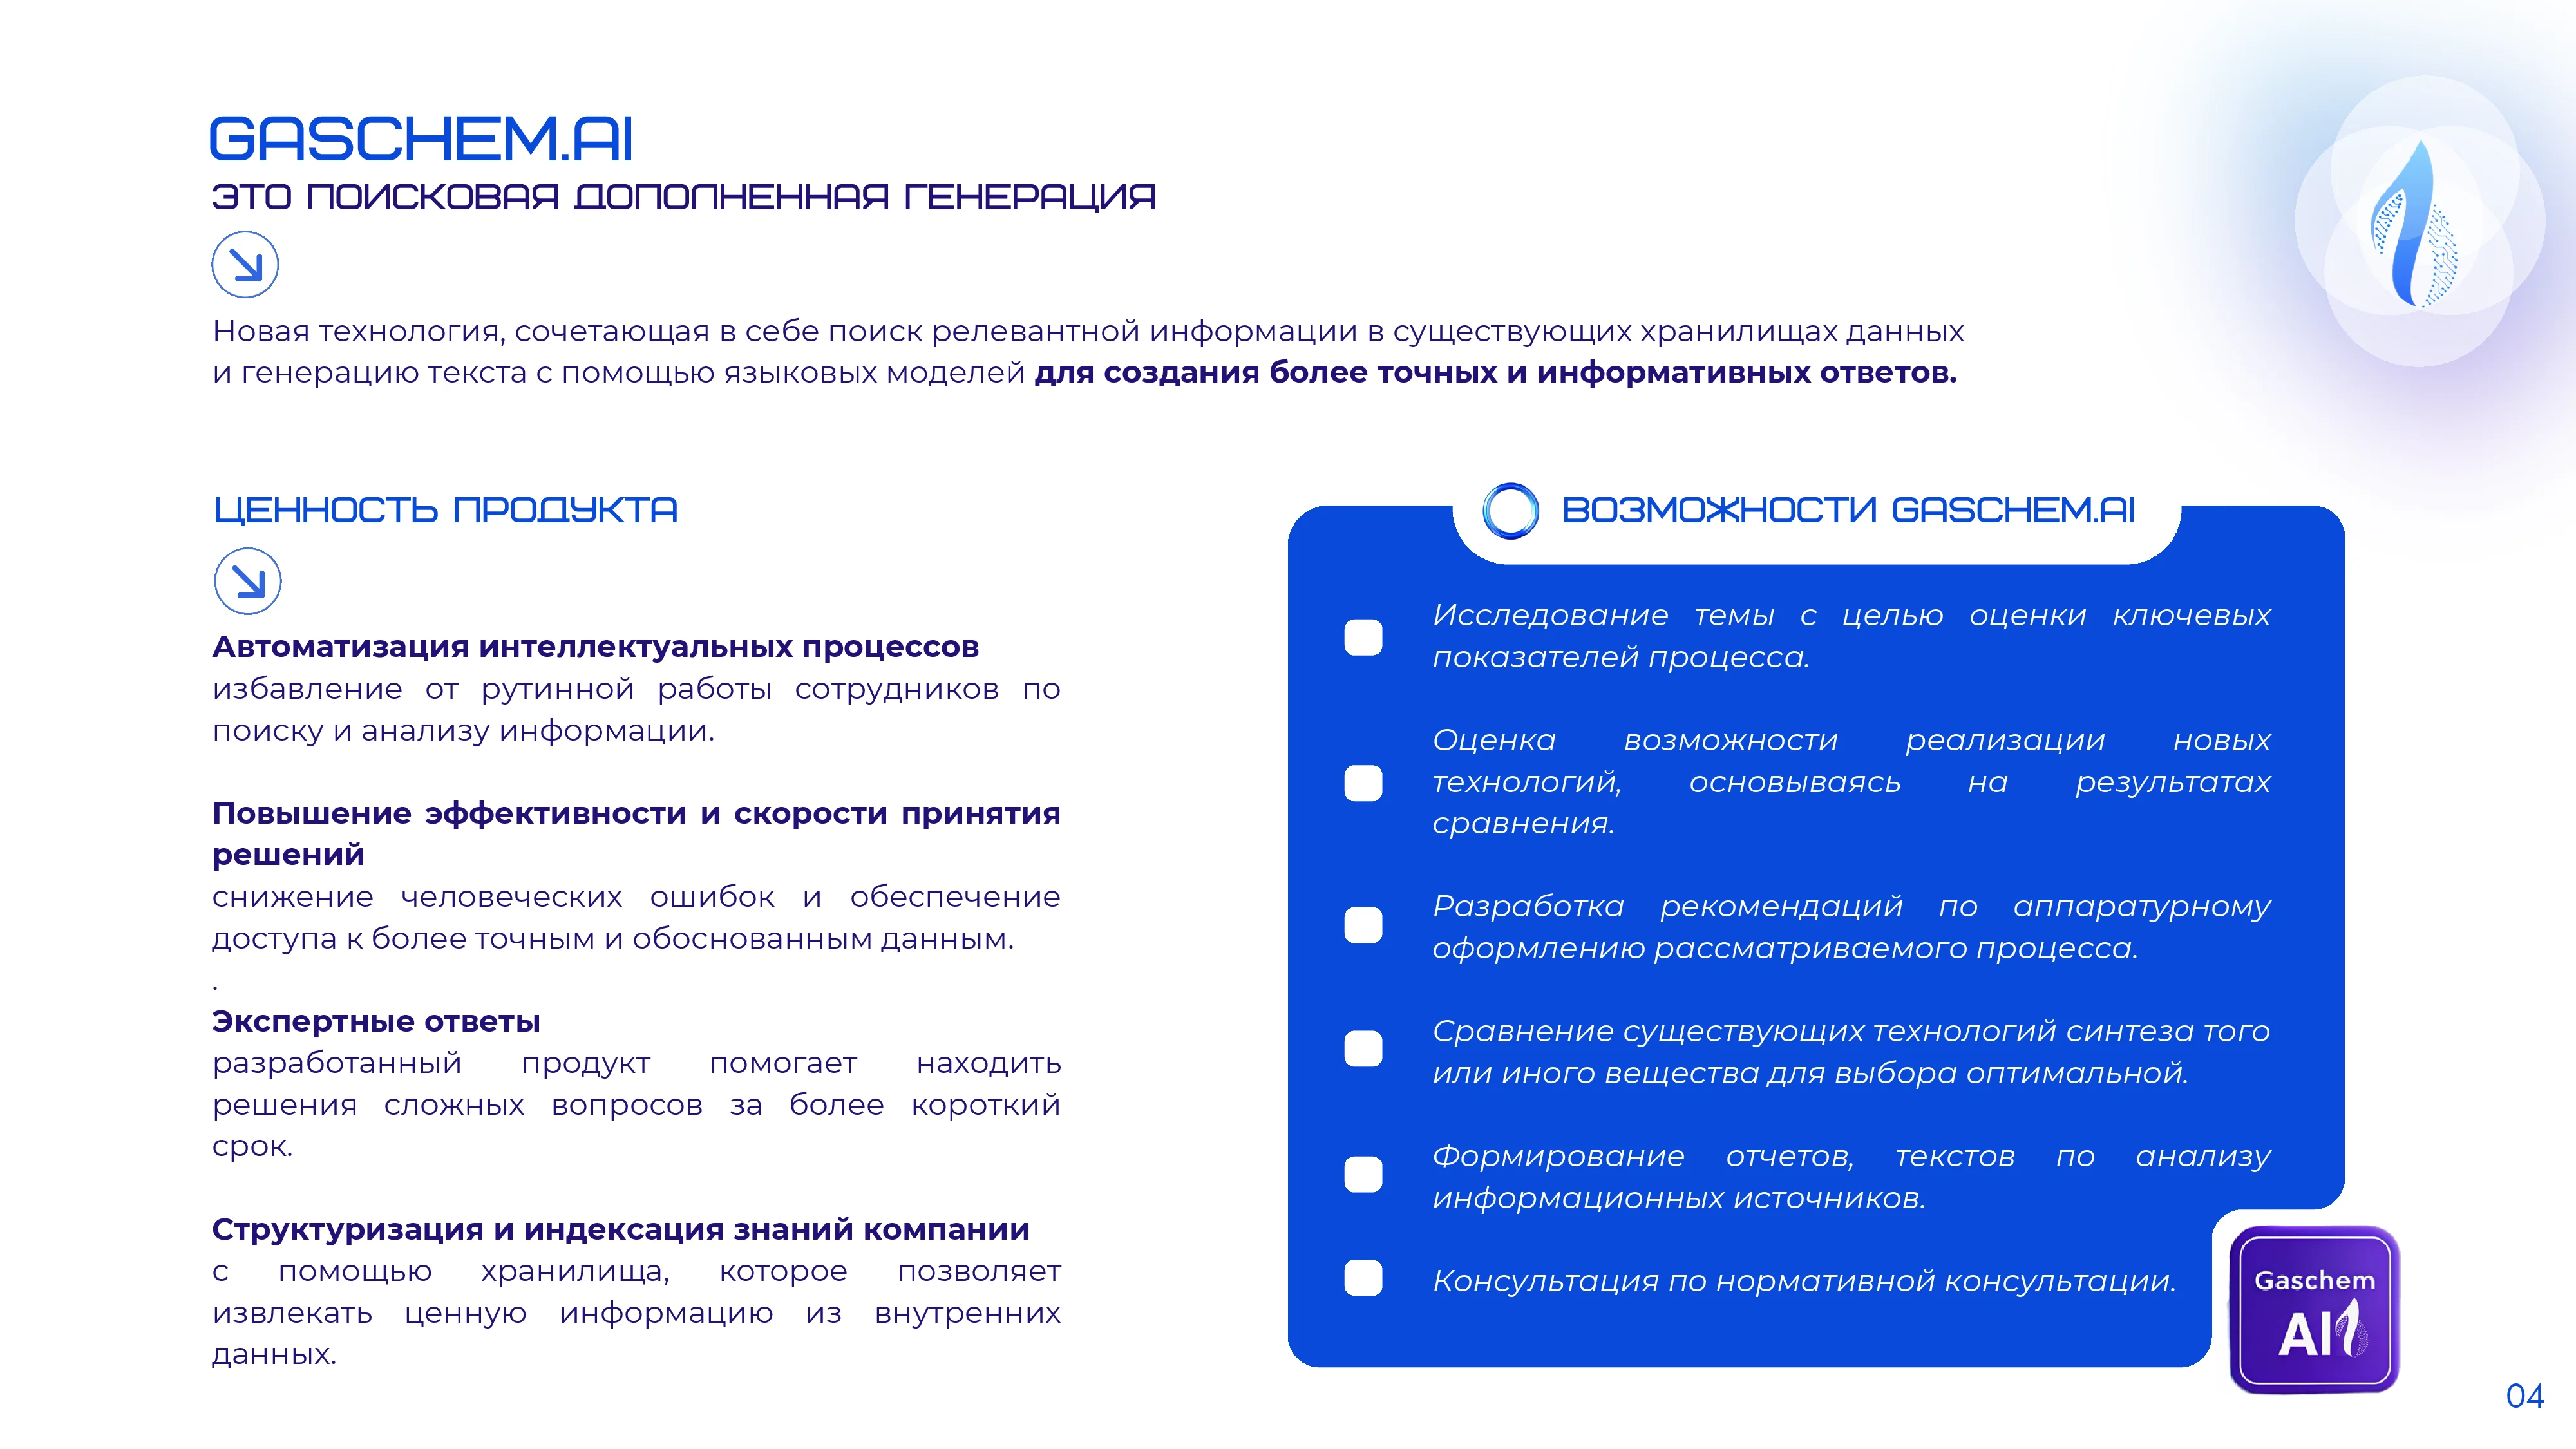 GASCHEM.AI
ЭТО ПОИСКОВАЯ ДОПОЛНЕННАЯ ГЕНЕРАЦИЯ
Новая технология, сочетающая в себе поиск релевантной информации в существующих хранилищах данных
и генерацию текста с помощью языковых моделей для создания более точных и информативных ответов.
ЦЕННОСТЬ ПРОДУКТА
Автоматизация интеллектуальных процессов
избавление от рутинной работы сотрудников по
поиску и анализу информации.
Повышение эффективности и скорости принятия
решений
снижение человеческих ошибок и обеспечение
доступа к более точным и обоснованным данным.
.
Экспертные ответы
разработанный продукт помогает находить
решения сложных вопросов за более короткий
срок.
Структуризация и индексация знаний компании
с помощью хранилища, которое позволяет
извлекать ценную информацию из внутренних
данных.
ВОЗМОЖНОСТИ GASCHEM.AI
Исследование темы с целью оценки ключевых
показателей процесса.
Оценка возможности реализации новых
технологий, основываясь на результатах
сравнения.
Разработка рекомендаций по аппаратурному
оформлению рассматриваемого процесса.
Сравнение существующих технологий синтеза того
или иного вещества для выбора оптимальной.
Формирование отчетов, текстов по анализу
информационных источников.
Консультация по нормативной консультации.
Gaschem
AI
04